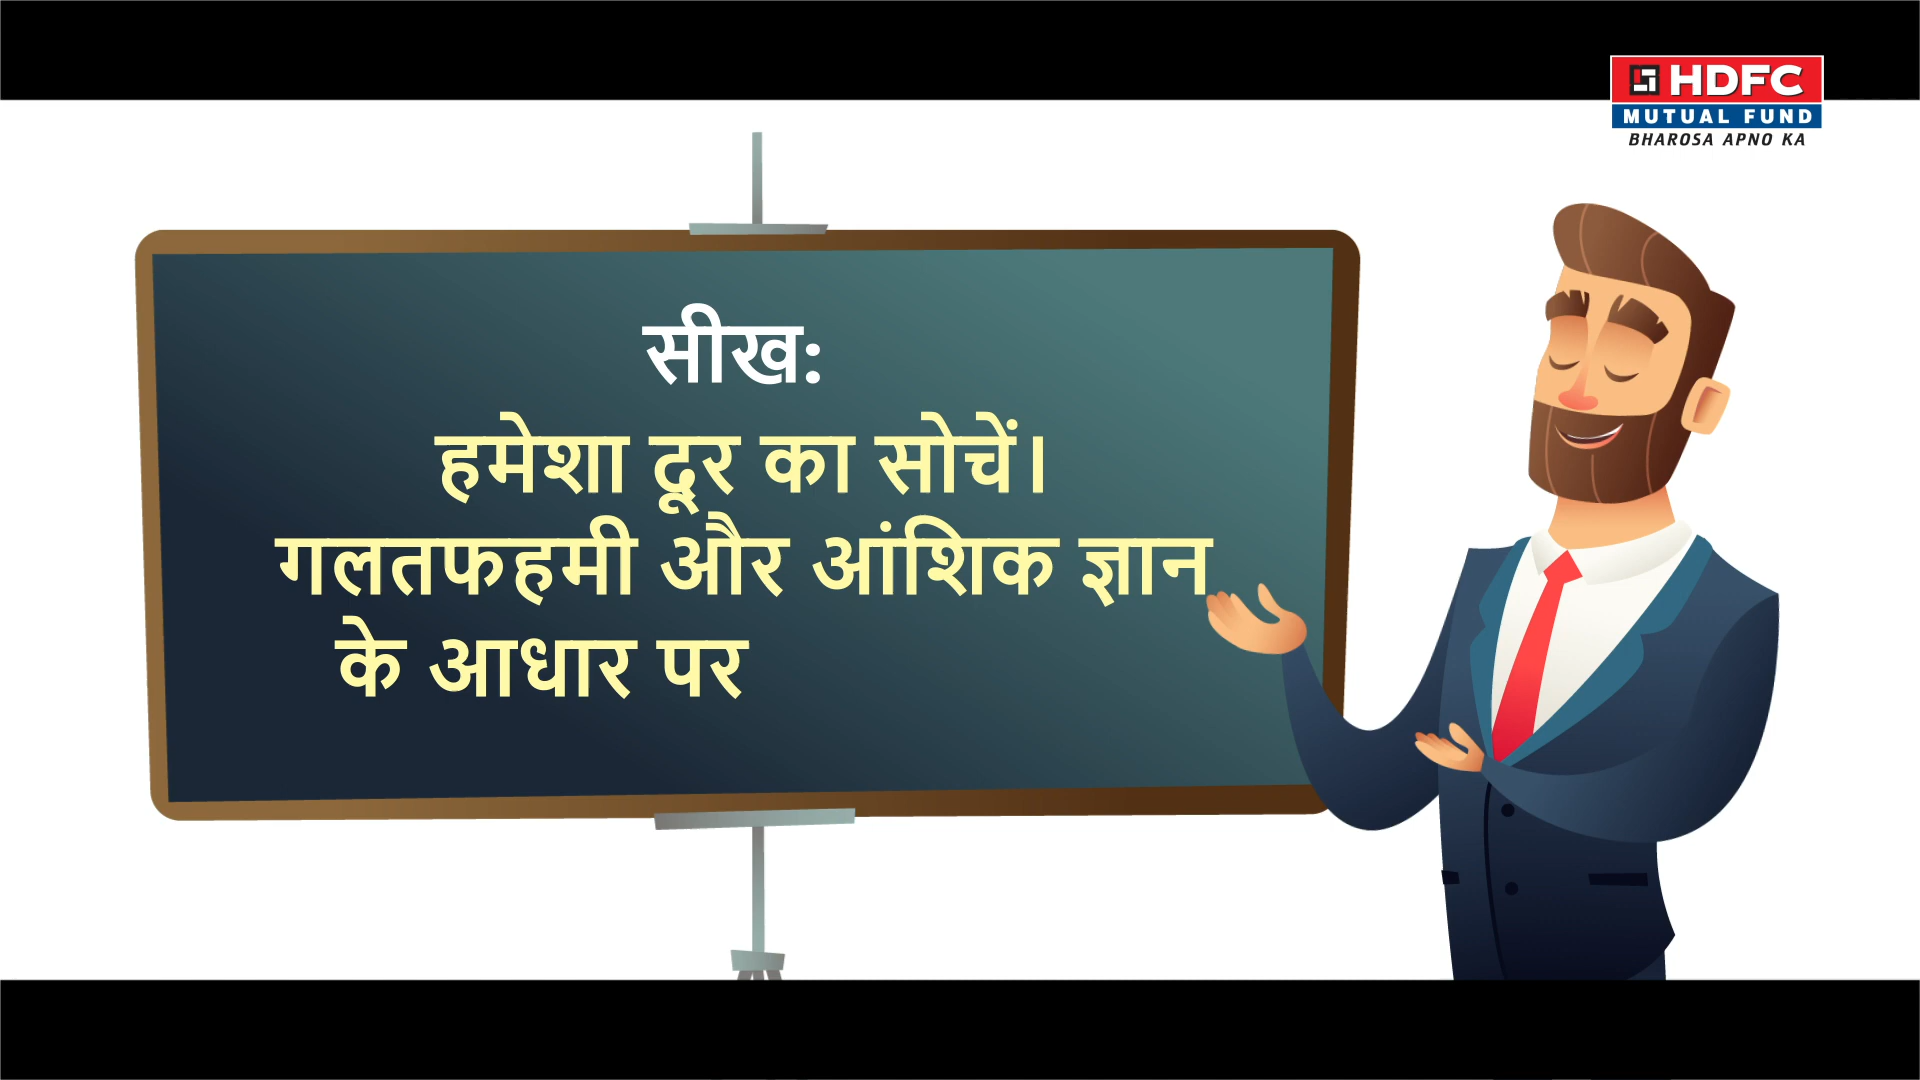 HDFC
MUTUAL FUND
BHAROSA APNO KA
सीख:
हमेशा दूर का सोचें।
गलतफहमी और आंशिक ज्ञान
के आधार पर